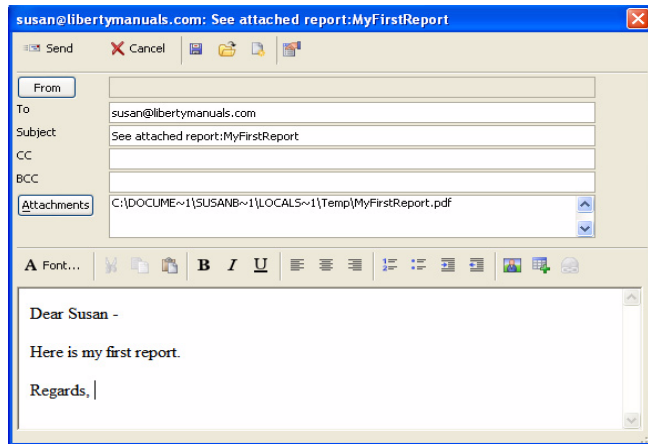 susan@libertymanuals.com: See attached report:MyFirstReport
Send Cancel
From
To susan@libertymanuals.com
Subject See attached report:MyFirstReport
CC
BCC
Attachments C:\DOCUME~1\SUSANB~1\LOCALS~1\Temp\MyFirstReport.pdf
A Font... B I U
Dear Susan -
Here is my first report.
Regards,